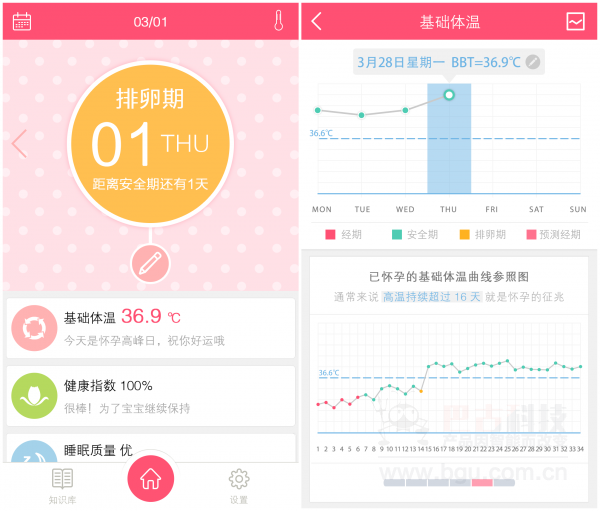 03/01
排卵期
01 THU
距离安全期还有1天
基础体温 36.9 ℃
今天是怀孕高峰日，祝你好运哦
健康指数 100%
很棒！为了宝宝继续保持
睡眠质量 优
知识库
设置
基础体温
3月28日星期一 BBT=36.9℃
36.6℃
MON TUE WED THU FRI SAT SUN
经期 安全期 排卵期 预测经期
已怀孕的基础体温曲线参照图
通常来说 高温持续超过 16 天 就是怀孕的征兆
36.6℃
1 2 3 4 5 6 7 8 9 10 11 12 13 14 15 16 17 18 19 20 21 22 23 24 25 26 27 28 29 30 31 32 33 34
www.bgu.com.cn